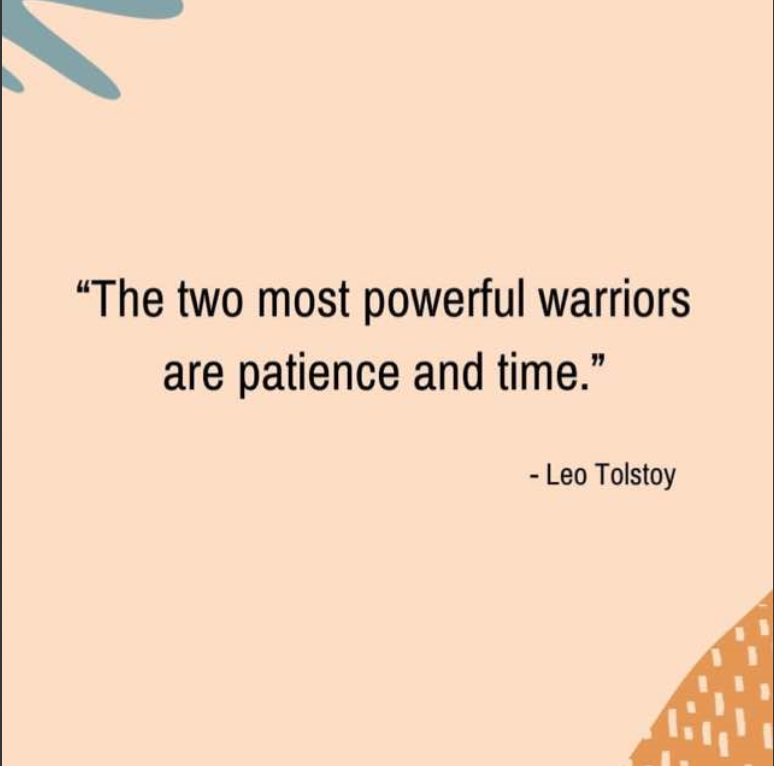 “The two most powerful warriors
are patience and time.”
- Leo Tolstoy